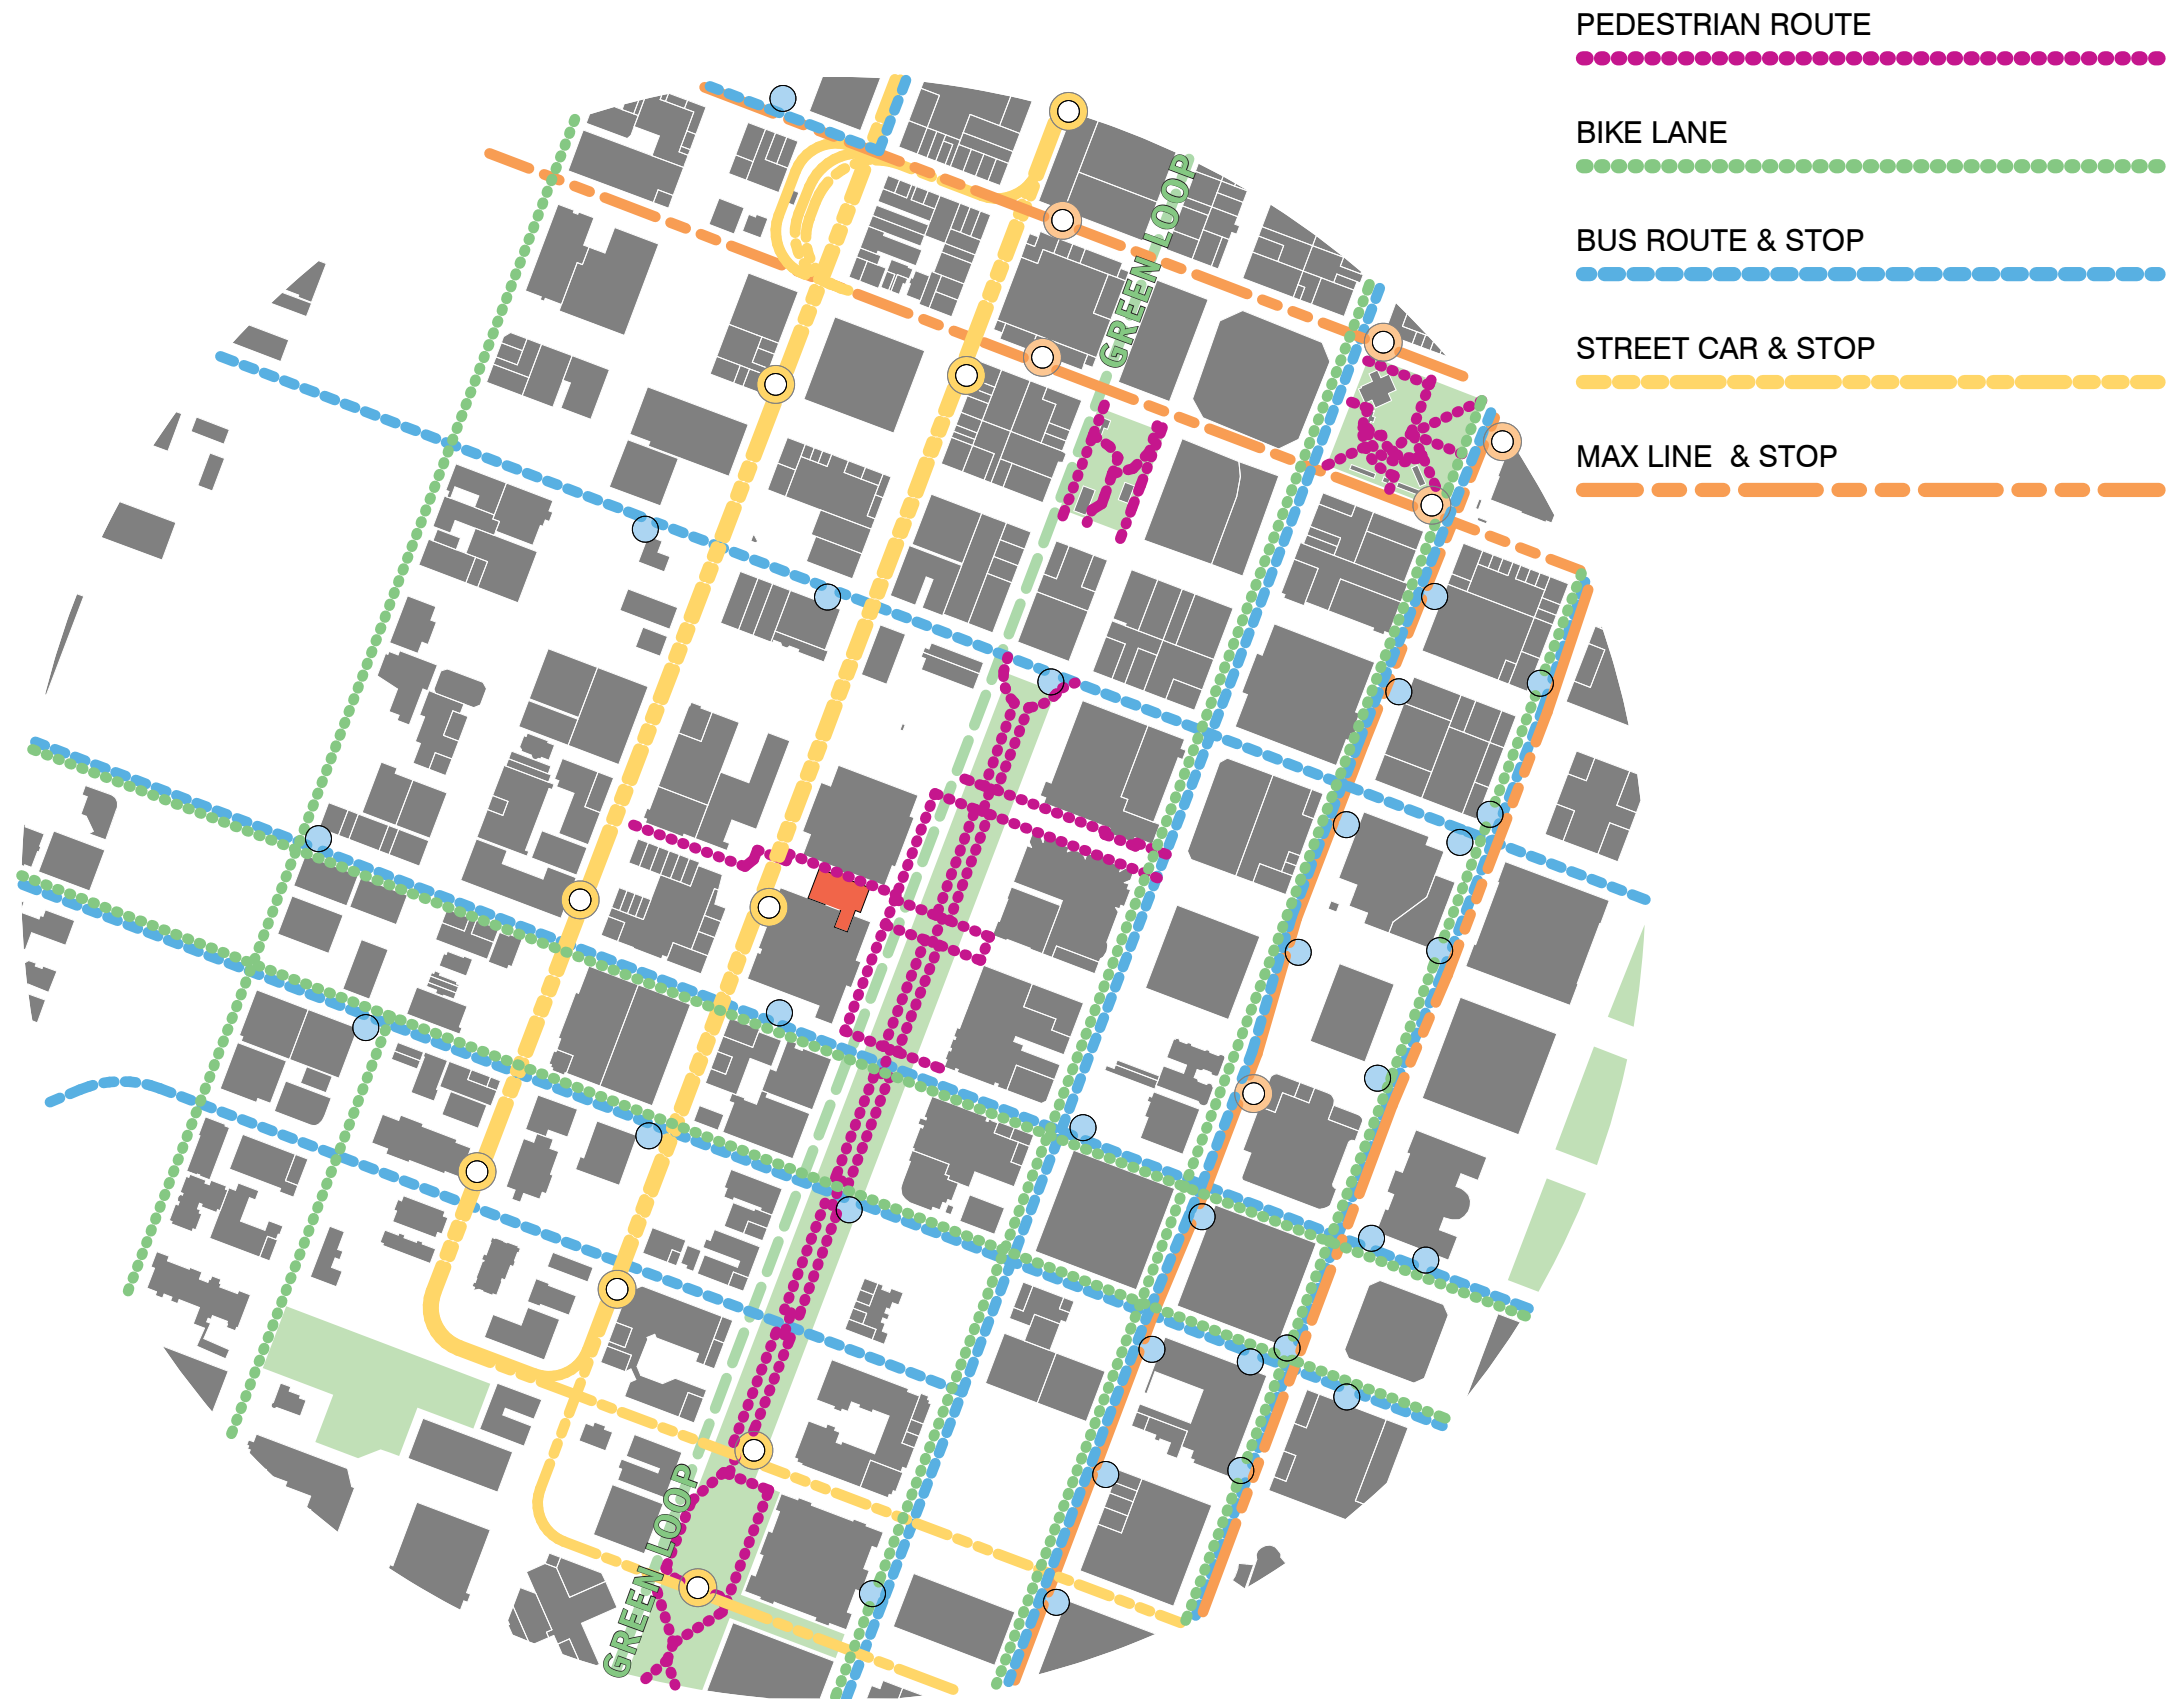 PEDESTRIAN ROUTE
BIKE LANE
BUS ROUTE & STOP
STREET CAR & STOP
MAX LINE & STOP
GREEN LOOP
GREEN LOOP